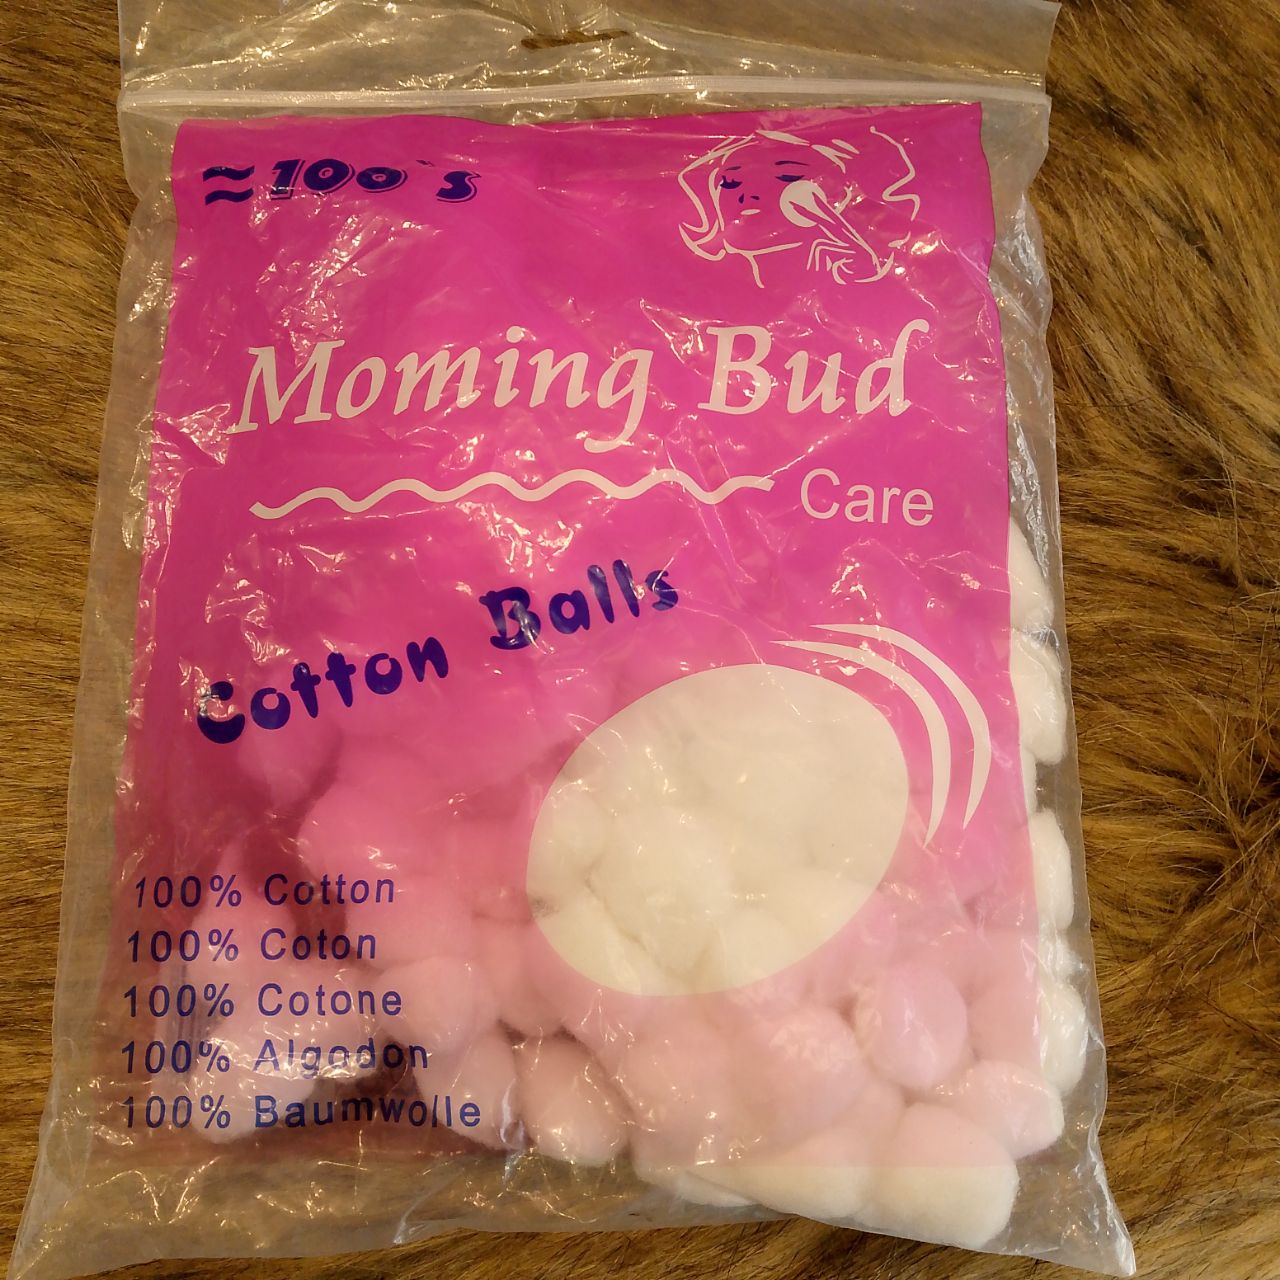 ≈100's
Moming Bud
Care
Cotton Balls
100% Cotton
100% Coton
100% Cotone
100% Algodon
100% Baumwolle